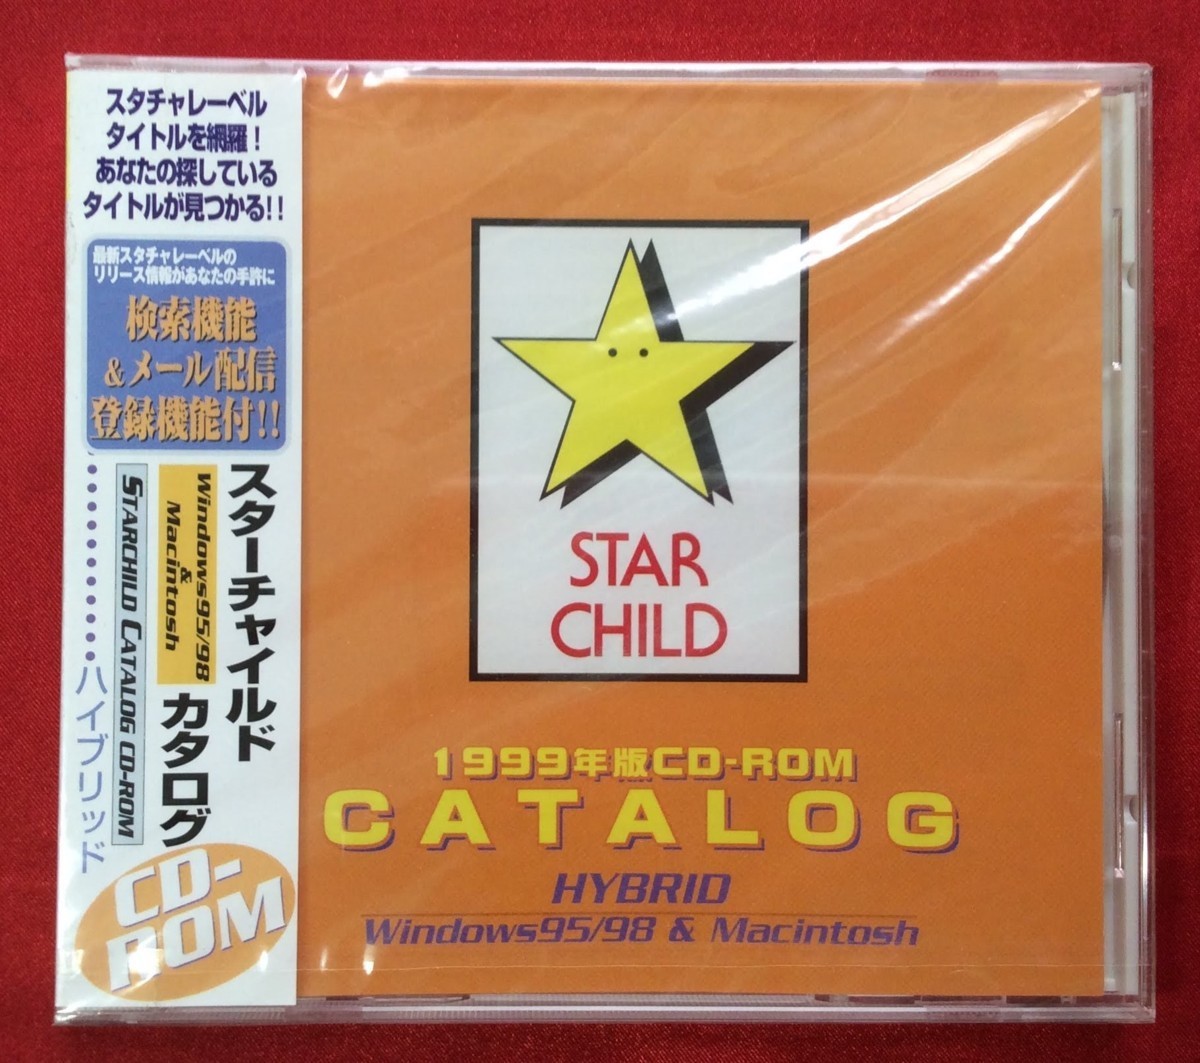 スタチャレーベル
タイトルを網羅!
あなたの探している
タイトルが見つかる!!
最新スタチャレーベルの
リリース情報があなたの手許に
検索機能
&メール配信
登録機能付!!
スターチャイルド
Windows95/98
&
Macintosh
カタログ
STARCHILD CATALOG CD-ROM
ハイブリッド
CD-
ROM
STAR
CHILD
1999年版CD-ROM
CATALOG
HYBRID
Windows95/98 & Macintosh